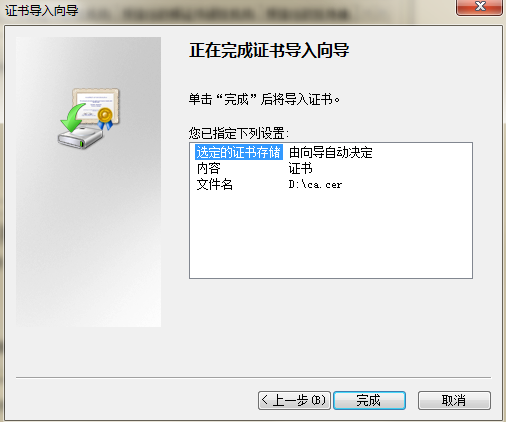 证书导入向导
正在完成证书导入向导
单击“完成”后将导入证书。
您已指定下列设置:
选定的证书存储 由向导自动决定
内容 证书
文件名 D:\ca.cer
< 上一步(B) 完成 取消